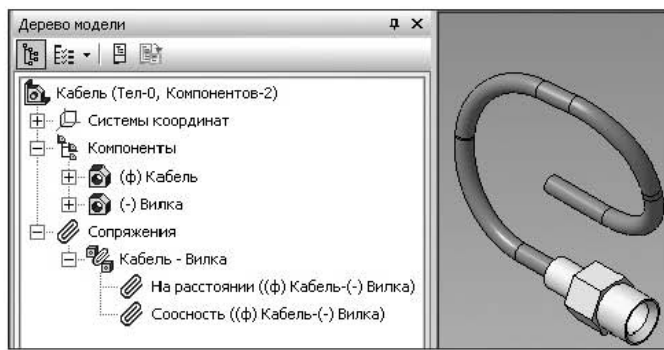 Дерево модели
Кабель (Тел-0, Компонентов-2)
Системы координат
Компоненты
(ф) Кабель
(-) Вилка
Сопряжения
Кабель - Вилка
На расстоянии ((ф) Кабель-(-) Вилка)
Соосность ((ф) Кабель-(-) Вилка)